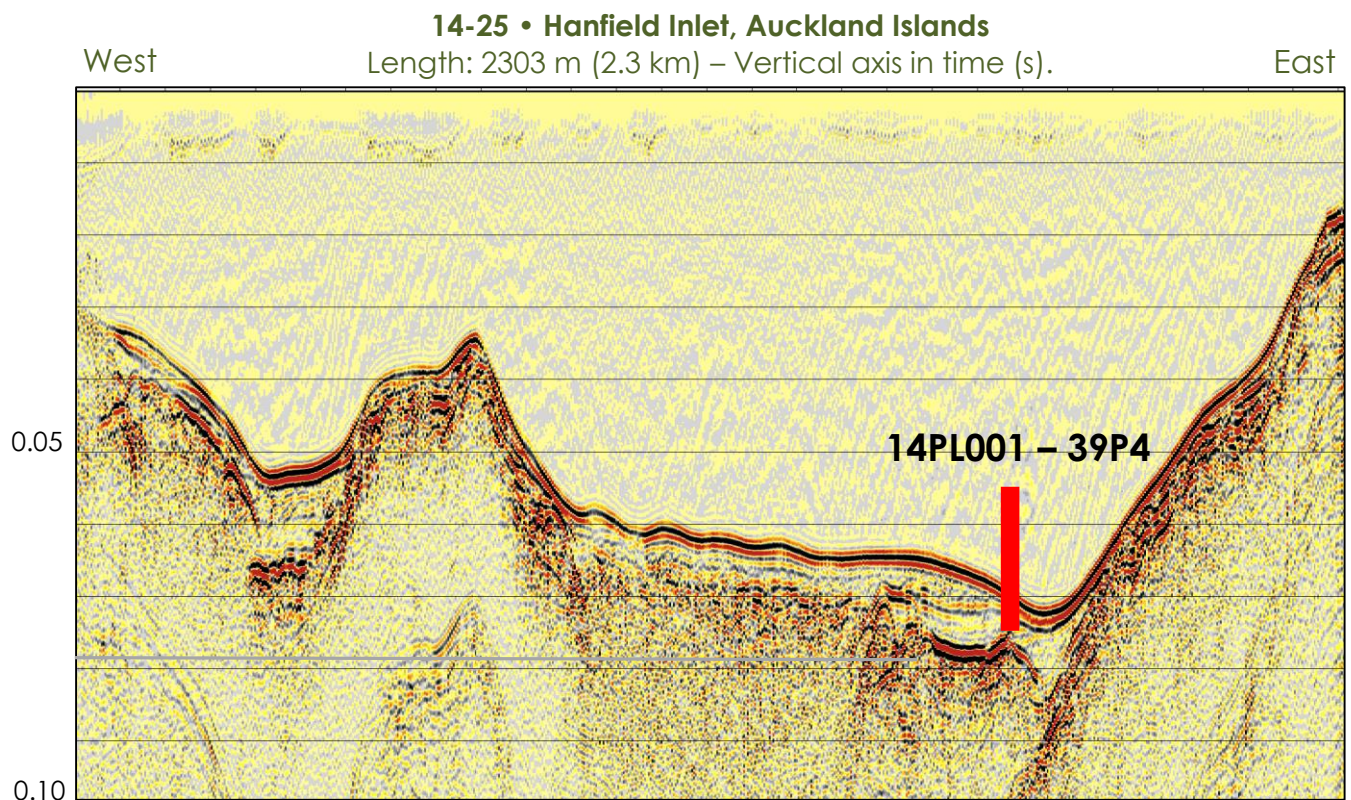 14-25 • Hanfield Inlet, Auckland Islands
West
Length: 2303 m (2.3 km) – Vertical axis in time (s).
East
0.05
14PL001 – 39P4
0.10